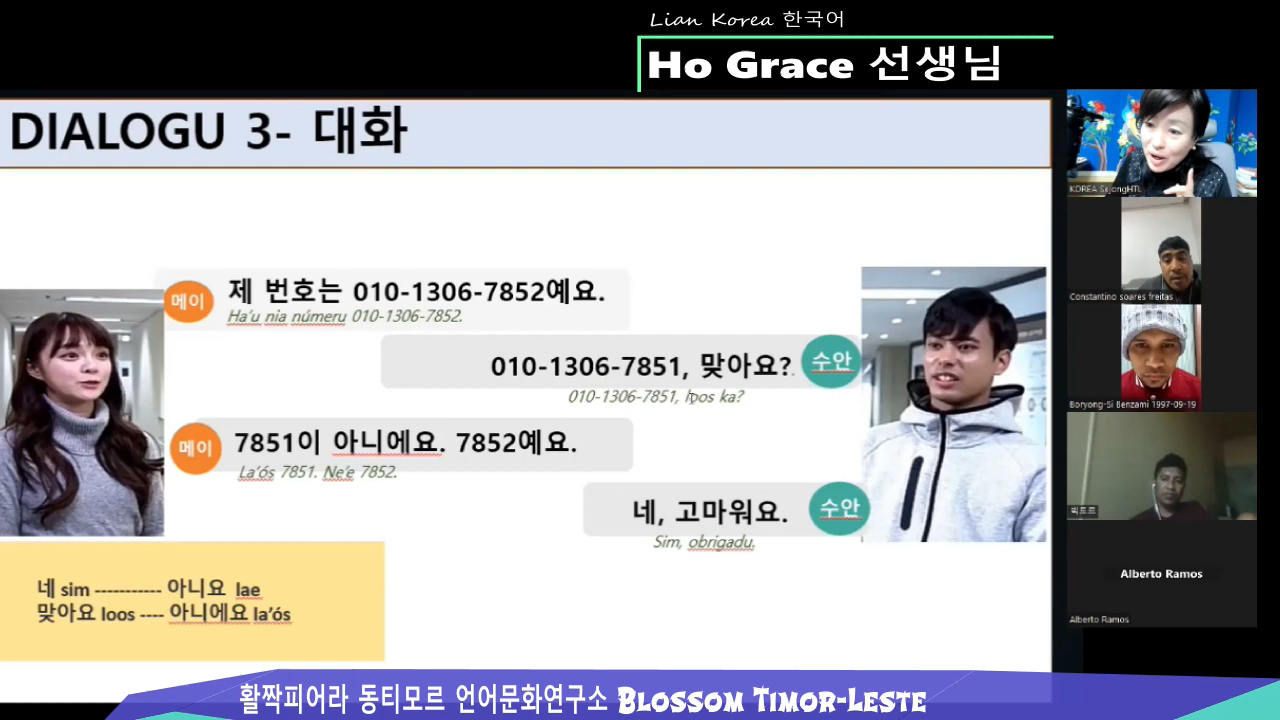 Lian Korea 한국어
Ho Grace 선생님
DIALOGU 3- 대화
메이
제 번호는 010-1306-7852예요.
Ha'u nia númeru 010-1306-7852.
010-1306-7851, 맞아요?
수안
010-1306-7851, loos ka?
메이
7851이 아니에요. 7852예요.
La'ós 7851. Ne'e 7852.
네, 고마워요.
수안
Sim, obrigadu.
네 sim ----------- 아니요 lae
맞아요 loos ---- 아니에요 la'ós
KOREA SejongHTL
Constantino soares freitas
Boryong-Si Benzami 1997-09-19
빅토르
Alberto Ramos
Alberto Ramos
활짝피어라 동티모르 언어문화연구소 Blossom Timor-Leste